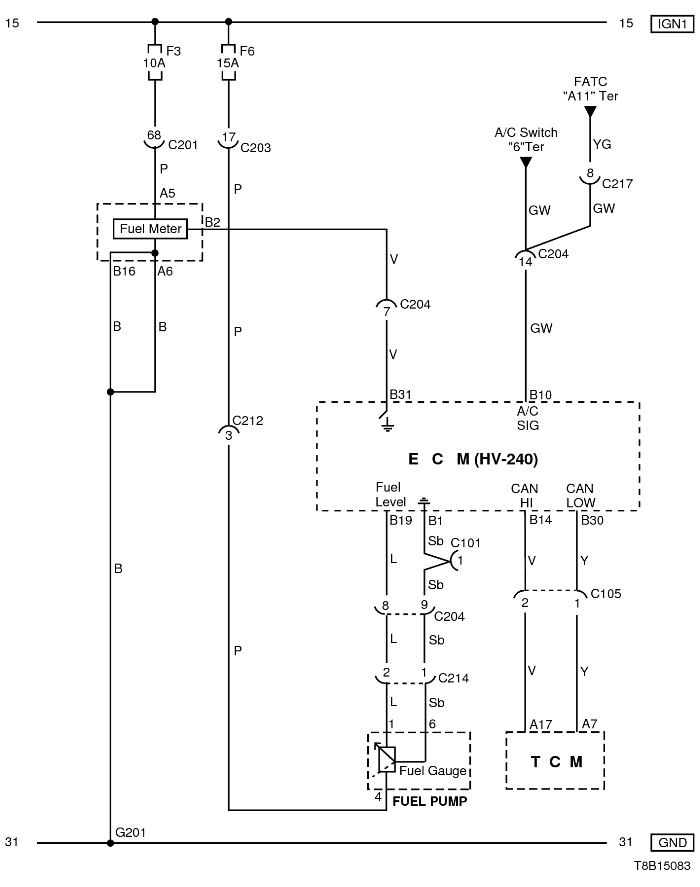 15
15
IGN1
F3
10A
F6
15A
FATC
"A11" Ter
A/C Switch
"6"Ter
68
C201
17
C203
YG
8
C217
P
P
A5
GW
GW
Fuel Meter
B2
B16
A6
V
14
C204
7
C204
B
B
P
GW
V
B31
B10
A/C
SIG
C212
3
E C M (HV-240)
Fuel
Level
CAN
HI
CAN
LOW
B19
B1
B14
B30
Sb
C101
1
L
V
Y
B
Sb
8
9
C204
2
1
C105
L
Sb
P
2
1
C214
V
Y
L
Sb
1
6
A17
A7
Fuel Gauge
T C M
4
FUEL PUMP
G201
31
31
GND
T8B15083